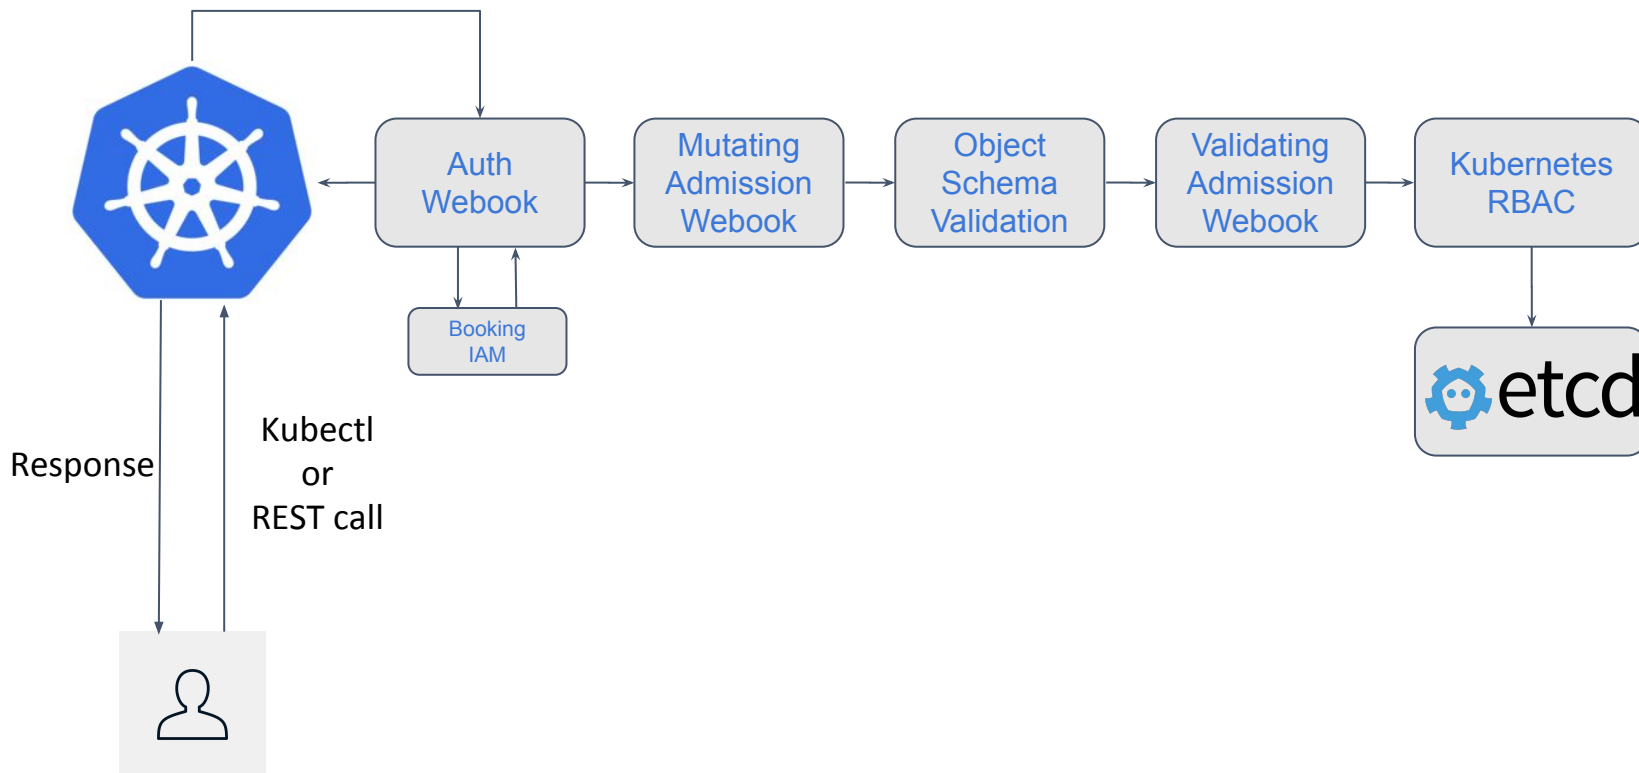 Auth
Webook
Mutating
Admission
Webook
Object
Schema
Validation
Validating
Admission
Webook
Kubernetes
RBAC
Booking
IAM
etcd
Response
Kubectl
or
REST call